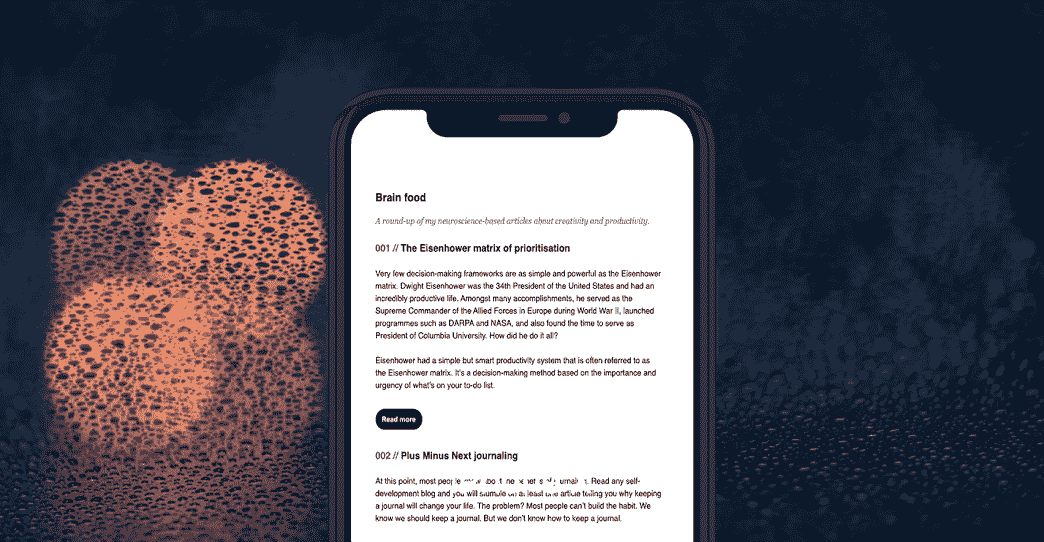 Brain food
A round-up of my neuroscience-based articles about creativity and productivity.
001 // The Eisenhower matrix of prioritisation
Very few decision-making frameworks are as simple and powerful as the Eisenhower
matrix. Dwight Eisenhower was the 34th President of the United States and had an
incredibly productive life. Amongst many accomplishments, he served as the
Supreme Commander of the Allied Forces in Europe during World War II, launched
programmes such as DARPA and NASA, and also found the time to serve as
President of Columbia University. How did he do it all?
Eisenhower had a simple but smart productivity system that is often referred to as
the Eisenhower matrix. It's a decision-making method based on the importance and
urgency of what's on your to-do list.
Read more
002 // Plus Minus Next journaling
At this point, most people about Read any self-
development blog and you will stumble on at least one article telling you why keeping
a journal will change your life. The problem? Most people can't build the habit. We
know we should keep a journal. But we don't know how to keep a journal.